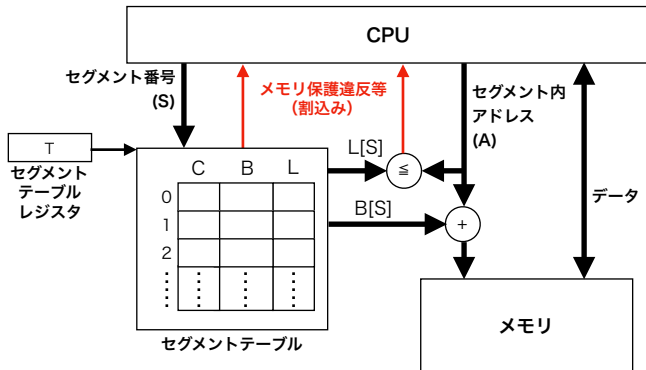 CPU
セグメント番号
(S)
メモリ保護違反等
（割込み）
セグメント内
アドレス
(A)
T
セグメント
テーブル
レジスタ
C B L
0
1
2
L[S]
≦
B[S]
+
データ
メモリ
セグメントテーブル